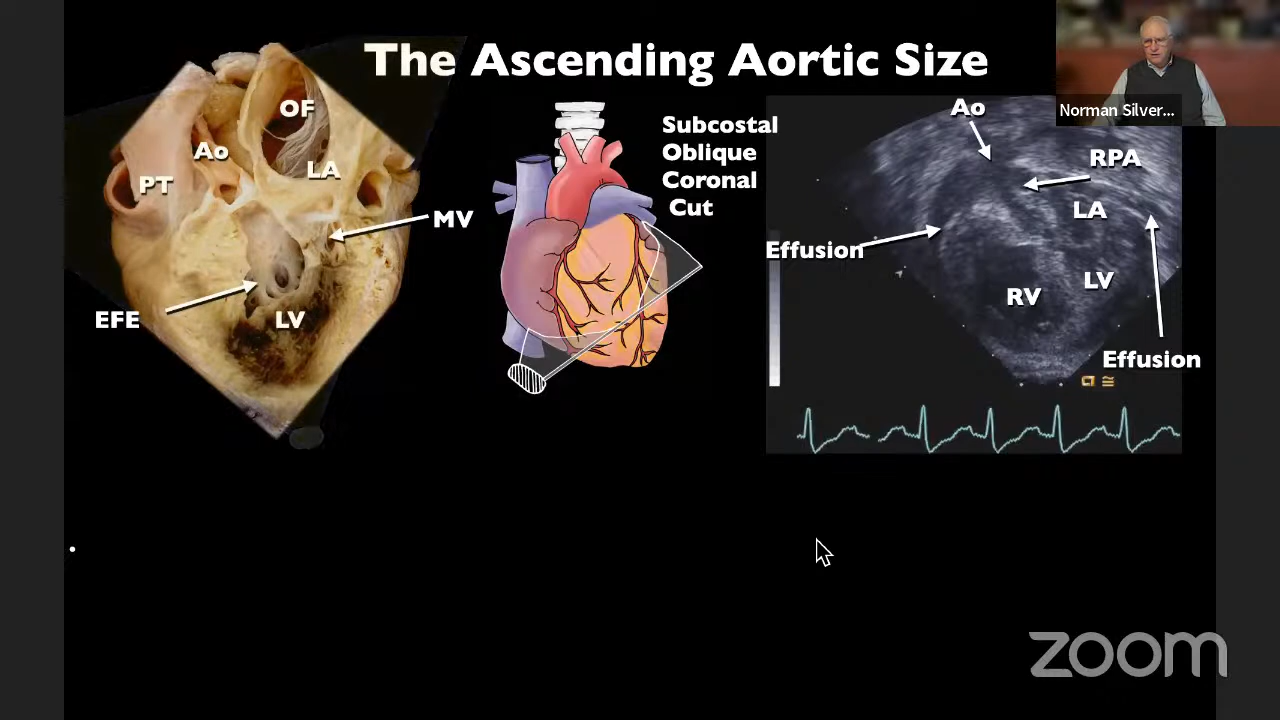 The Ascending Aortic Size
Norman Silver...
OF
Ao
LA
PT
MV
EFE
LV
Subcostal
Oblique
Coronal
Cut
Ao
RPA
LA
Effusion
LV
RV
Effusion
zoom